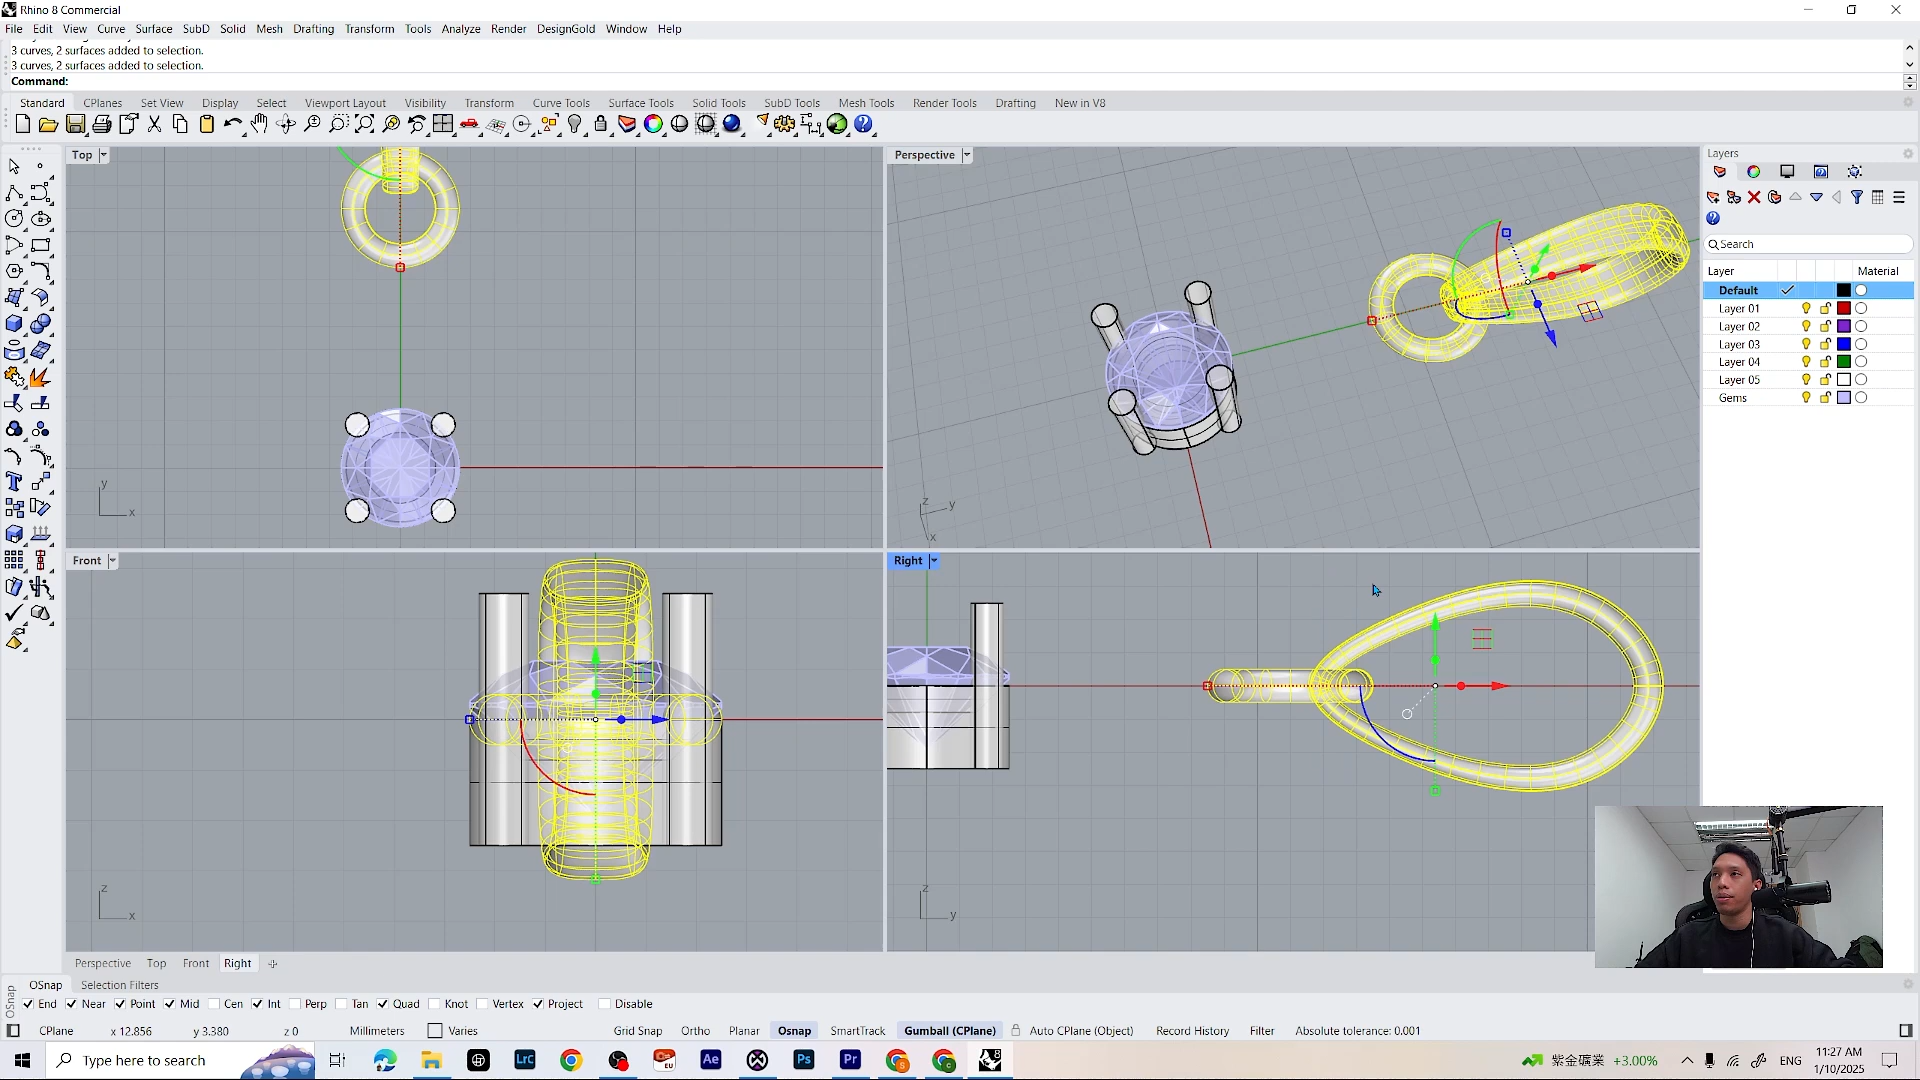 Rhino 8 Commercial
File Edit View Curve Surface SubD Solid Mesh Drafting Transform Tools Analyze Render DesignGold Window Help
3 curves, 2 surfaces added to selection.
3 curves, 2 surfaces added to selection.
Command:
Standard CPlanes Set View Display Select Viewport Layout Visibility Transform Curve Tools Surface Tools Solid Tools SubD Tools Mesh Tools Render Tools Drafting New in V8
Top
y
x
Perspective
z
y
x
Front
z
x
Right
z
y
Layers
Search
Layer Material
Default
Layer 01
Layer 02
Layer 03
Layer 04
Layer 05
Gems
Perspective Top Front Right
OSnap Selection Filters
OSnap
End Near Point Mid Cen Int Perp Tan Quad Knot Vertex Project Disable
CPlane x 12.856 y 3.380 z 0 Millimeters Varies Grid Snap Ortho Planar Osnap SmartTrack Gumball (CPlane) Auto CPlane (Object) Record History Filter Absolute tolerance: 0.001
Type here to search
LrC
EU
Ae
Ps
Pr
S
8
紫金礦業 +3.00%
ENG
11:27 AM
1/10/2025